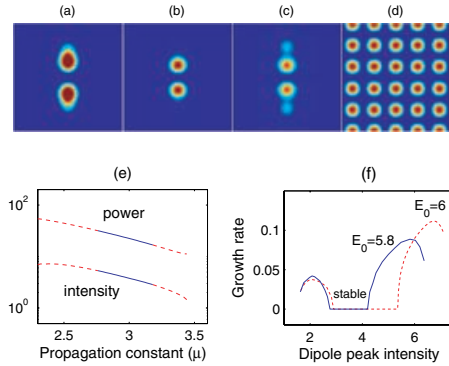 (a) (b) (c) (d)
(e)
10²
10⁰
power
intensity
2.5 3 3.5
Propagation constant (μ)
(f)
Growth rate
0.1
0.05
0
E₀=6
E₀=5.8
stable
2 4 6
Dipole peak intensity